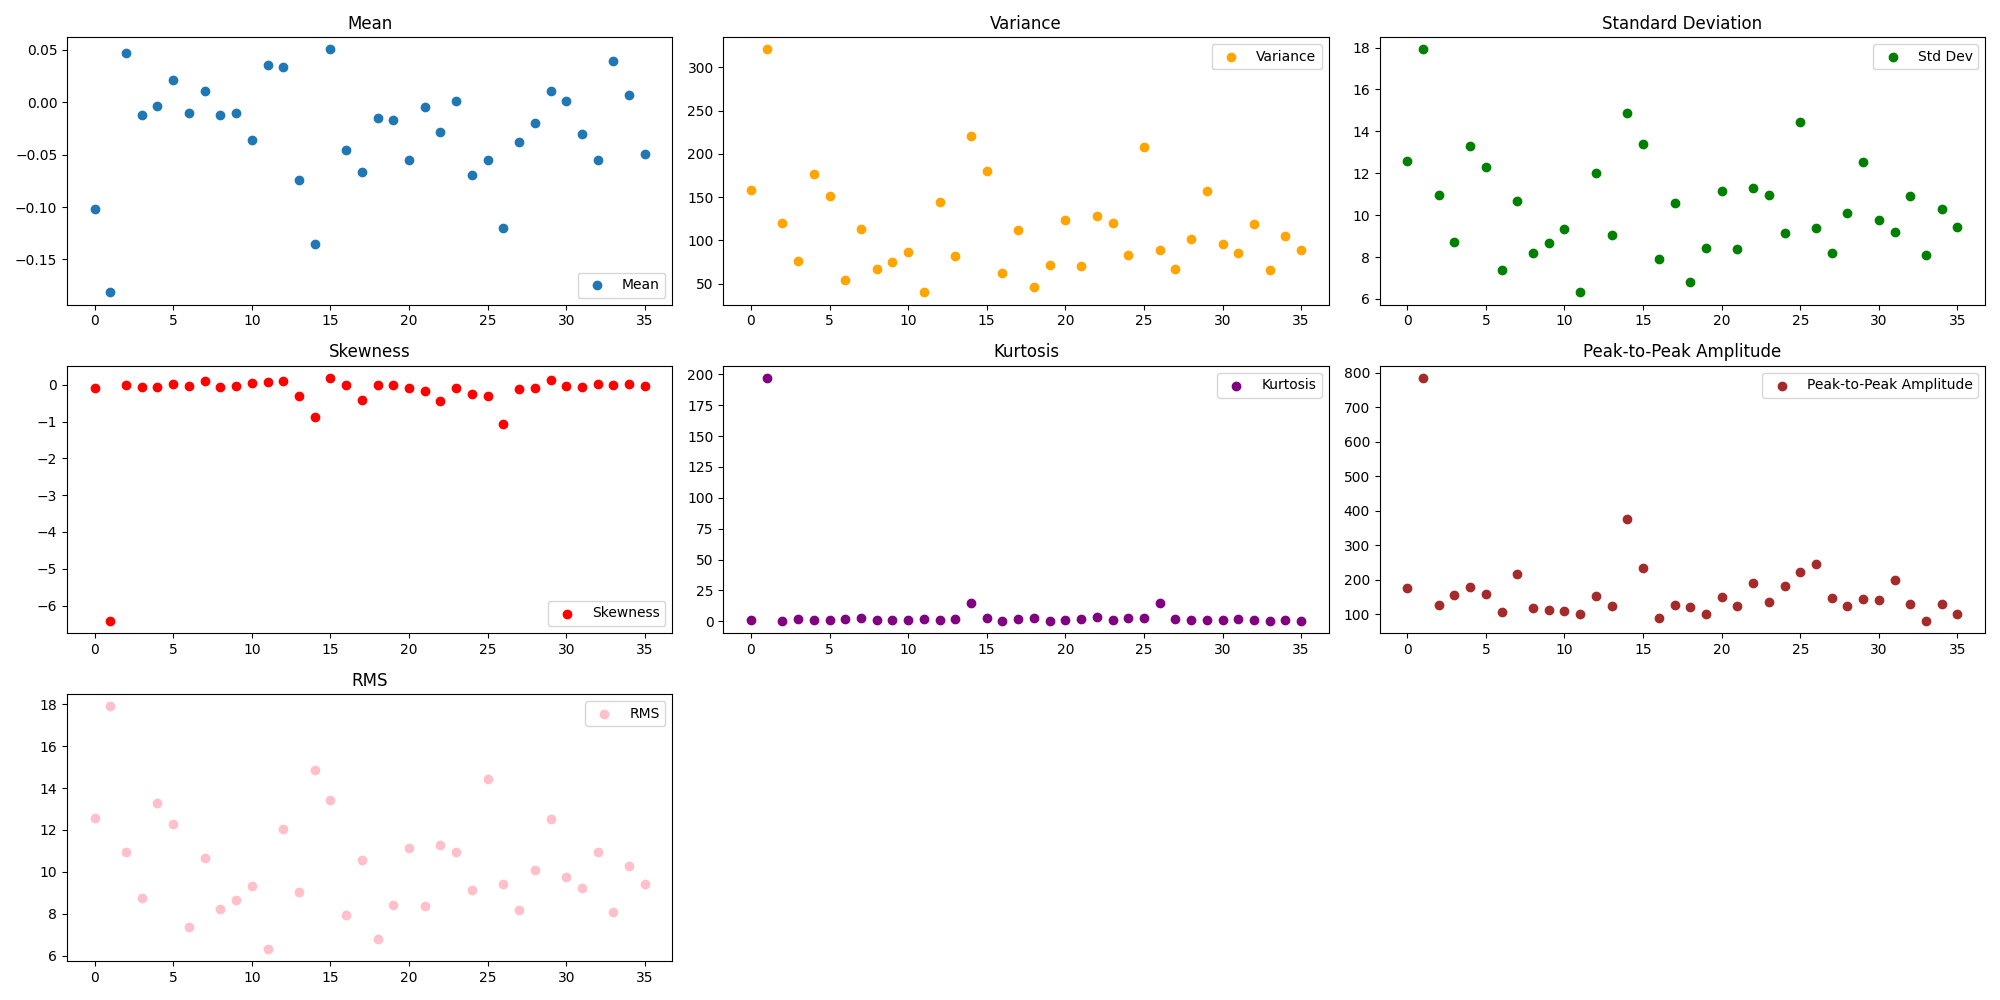 Mean Variance Standard Deviation
0.05
0.00
−0.05
−0.10
−0.15
Mean
0 5 10 15 20 25 30 35
300
250
200
150
100
50
Variance
0 5 10 15 20 25 30 35
18
16
14
12
10
8
6
Std Dev
0 5 10 15 20 25 30 35
Skewness Kurtosis Peak-to-Peak Amplitude
0
−1
−2
−3
−4
−5
−6
Skewness
0 5 10 15 20 25 30 35
200
175
150
125
100
75
50
25
0
Kurtosis
0 5 10 15 20 25 30 35
800
700
600
500
400
300
200
100
Peak-to-Peak Amplitude
0 5 10 15 20 25 30 35
RMS
18
16
14
12
10
8
6
RMS
0 5 10 15 20 25 30 35